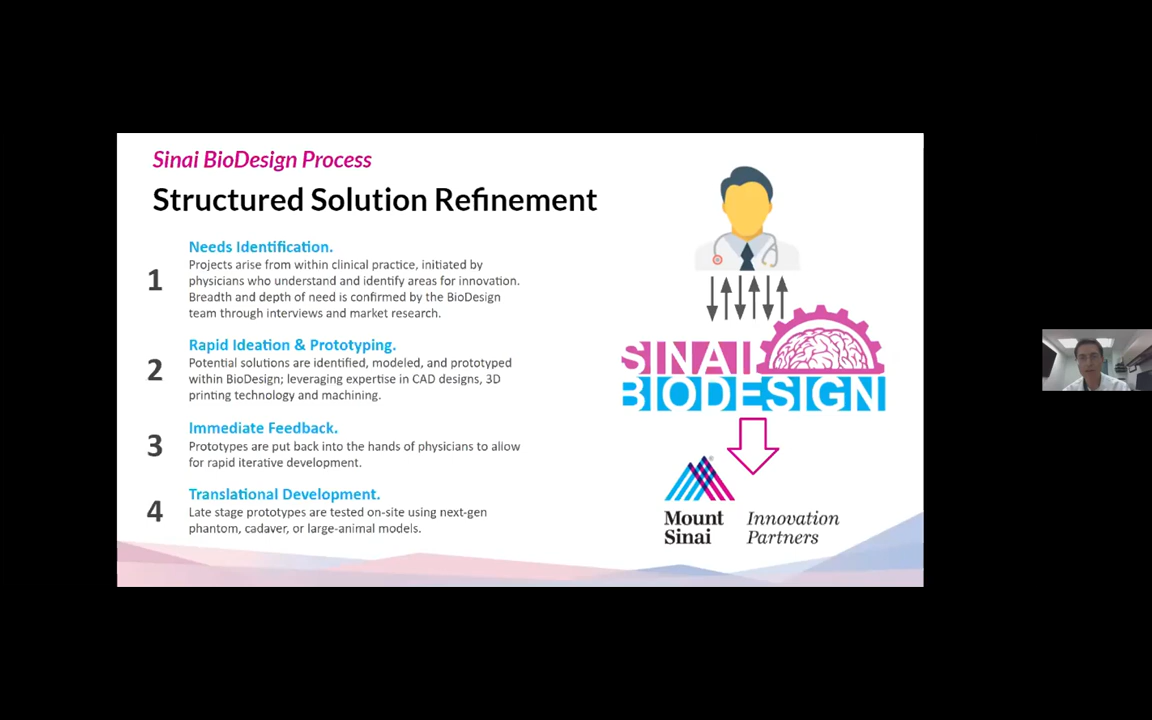 Sinai BioDesign Process
Structured Solution Refinement
1
Needs Identification.
Projects arise from within clinical practice, initiated by
physicians who understand and identify areas for innovation.
Breadth and depth of need is confirmed by the BioDesign
team through interviews and market research.
2
Rapid Ideation & Prototyping.
Potential solutions are identified, modeled, and prototyped
within BioDesign; leveraging expertise in CAD designs, 3D
printing technology and machining.
3
Immediate Feedback.
Prototypes are put back into the hands of physicians to allow
for rapid iterative development.
4
Translational Development.
Late stage prototypes are tested on-site using next-gen
phantom, cadaver, or large-animal models.
SINAI
BIODESIGN
Mount
Sinai
Innovation
Partners